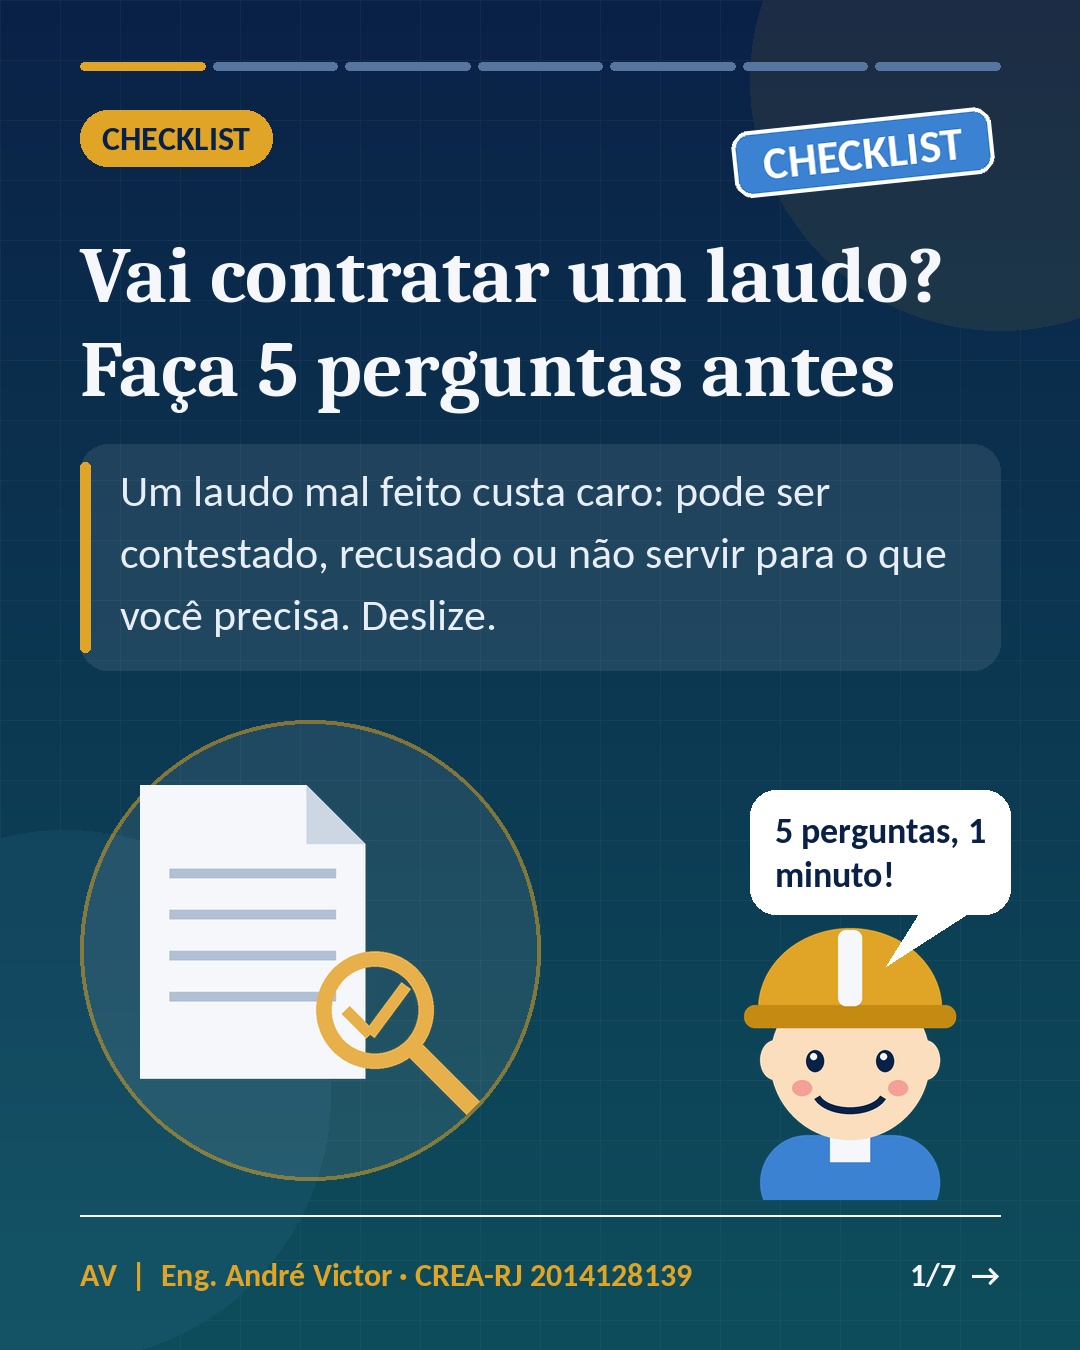 CHECKLIST
CHECKLIST
Vai contratar um laudo?
Faça 5 perguntas antes
Um laudo mal feito custa caro: pode ser
contestado, recusado ou não servir para o que
você precisa. Deslize.
5 perguntas, 1
minuto!
AV | Eng. André Victor · CREA-RJ 2014128139
1/7 →